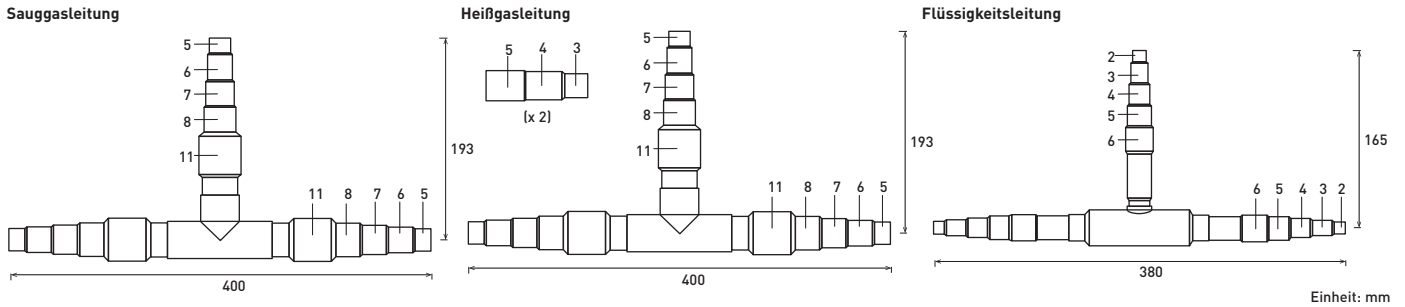 Sauggasleitung
5
6
7
8
11
11 8 7 6 5
193
400
Heißgasleitung
5 4 3
(x 2)
5
6
7
8
11
11 8 7 6 5
193
400
Flüssigkeitsleitung
2
3
4
5
6
6 5 4 3 2
165
380
Einheit: mm